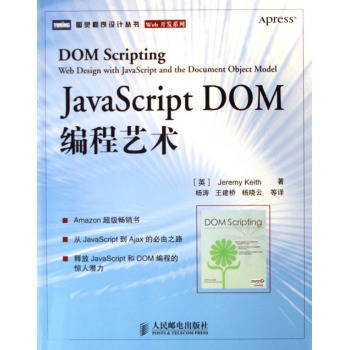 TURING
图灵程序设计丛书
Web 开发系列
Apress®
DOM Scripting
Web Design with JavaScript and the Document Object Model
JavaScript DOM
编程艺术
[英] Jeremy Keith 著
杨涛 王建桥 杨晓云 等译
■ Amazon 超级畅销书
■ 从 JavaScript 到 Ajax 的必由之路
■ 释放 JavaScript 和 DOM 编程的
惊人潜力
DOM Scripting
人民邮电出版社
POSTS & TELECOM PRESS